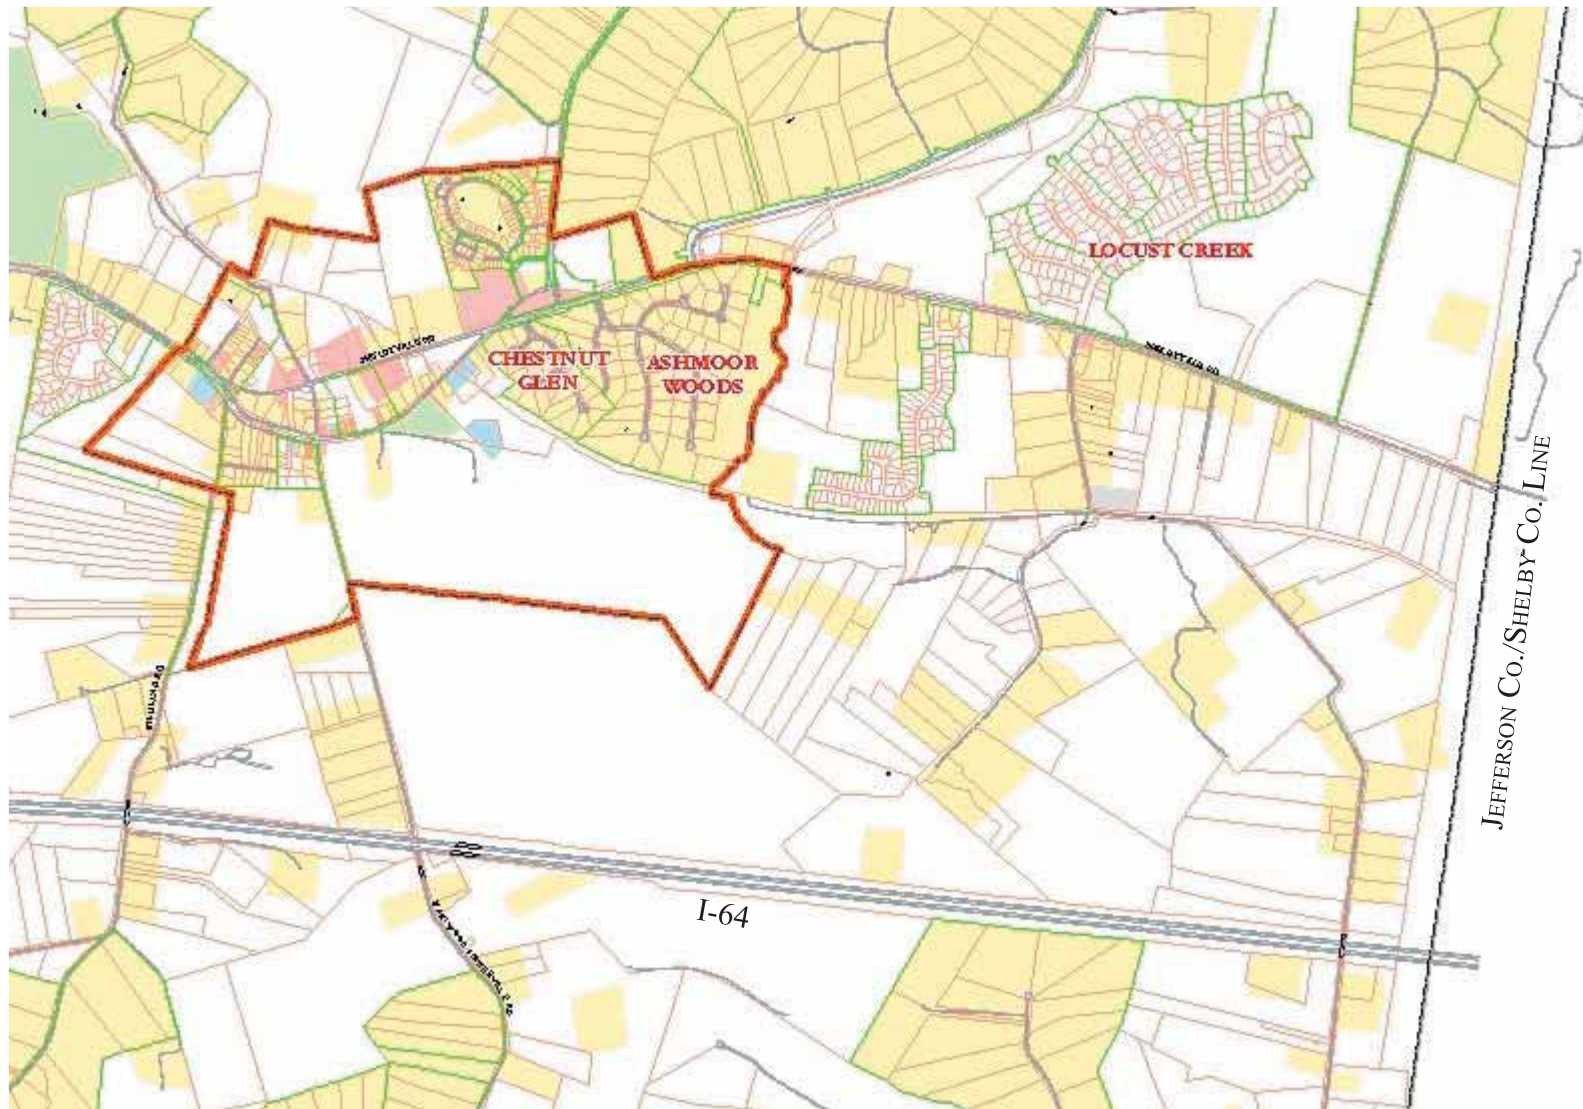 LOCUST CREEK
CHESTNUT
GLEN
ASHMOOR
WOODS
JEFFERSON CO./SHELBY CO. LINE
I-64